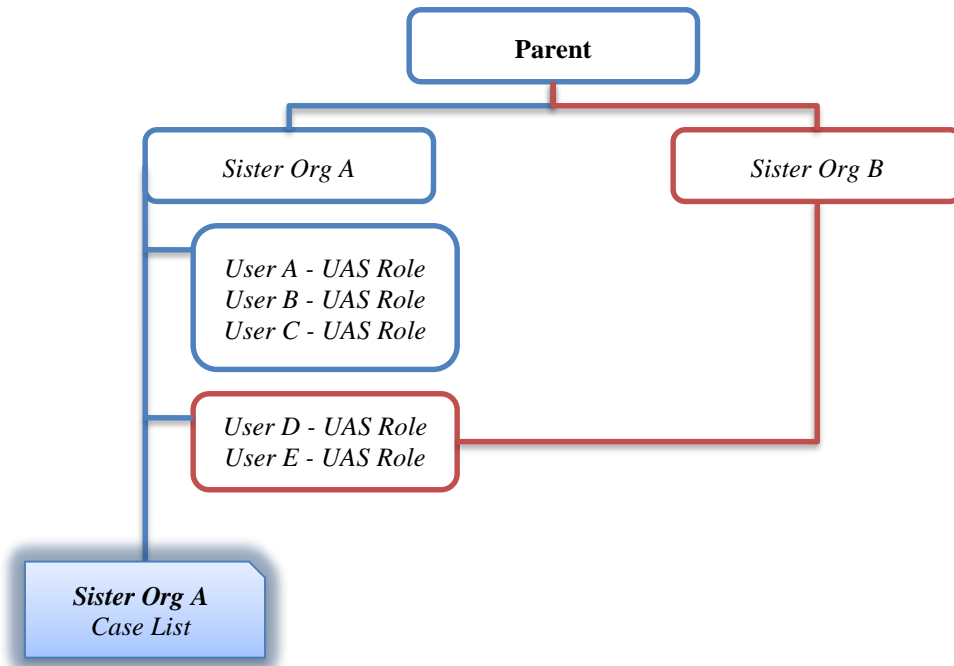 Parent
Sister Org A
Sister Org B
User A - UAS Role
User B - UAS Role
User C - UAS Role
User D - UAS Role
User E - UAS Role
Sister Org A
Case List